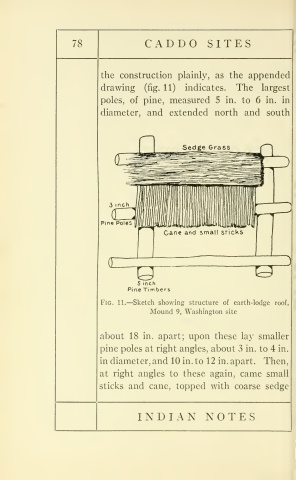 78
CADDO SITES
the construction plainly, as the appended
drawing (fig. 11) indicates. The largest
poles, of pine, measured 5 in. to 6 in. in
diameter, and extended north and south
Sedge Grass
3 inch
Pine Poles
Cane and small sticks
5 inch
Pine Timbers
FIG. 11.—Sketch showing structure of earth-lodge roof,
Mound 9, Washington site
about 18 in. apart; upon these lay smaller
pine poles at right angles, about 3 in. to 4 in.
in diameter, and 10 in. to 12 in. apart. Then,
at right angles to these again, came small
sticks and cane, topped with coarse sedge
INDIAN NOTES